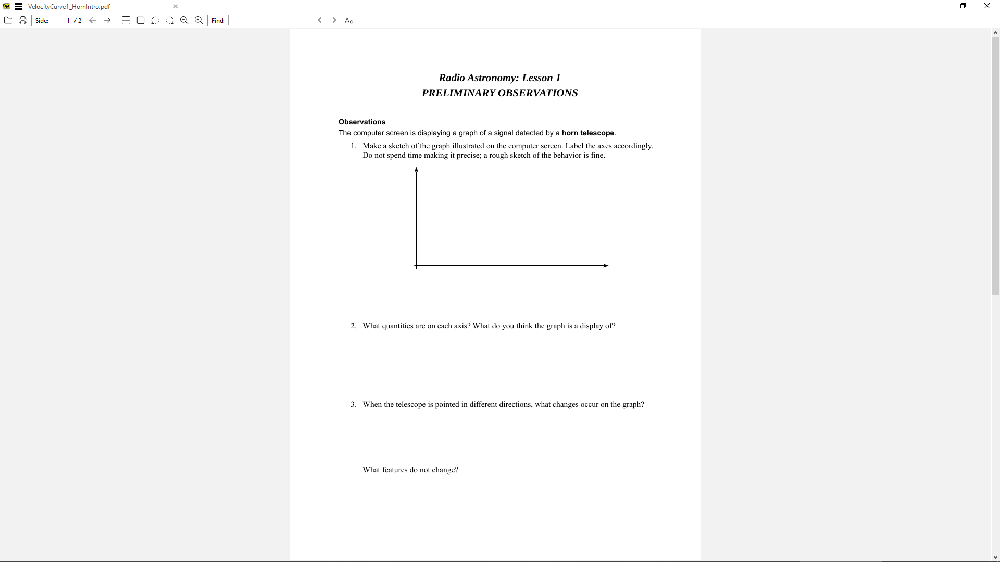 VelocityCurve1_HornIntro.pdf
Side: 1 / 2 Find: Aa
Radio Astronomy: Lesson 1
PRELIMINARY OBSERVATIONS
Observations
The computer screen is displaying a graph of a signal detected by a horn telescope.
1. Make a sketch of the graph illustrated on the computer screen. Label the axes accordingly.
Do not spend time making it precise; a rough sketch of the behavior is fine.
2. What quantities are on each axis? What do you think the graph is a display of?
3. When the telescope is pointed in different directions, what changes occur on the graph?
What features do not change?